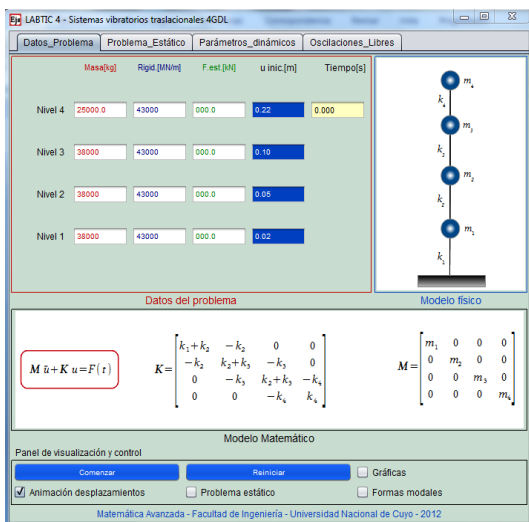 LABTIC 4 - Sistemas vibratorios traslacionales 4GDL
Datos_Problema Problema_Estático Parámetros_dinámicos Oscilaciones_Libres
Masa[kg] Rigid.[MN/m] F.est.[kN] u inic.[m] Tiempo[s]
Nivel 4 25000.0 43000 000.0 0.22 0.000
Nivel 3 38000 43000 000.0 0.10
Nivel 2 38000 43000 000.0 0.05
Nivel 1 38000 43000 000.0 0.02
m₄
k₄
m₃
k₃
m₂
k₂
m₁
k₁
Datos del problema
Modelo físico
M ü+K u=F(t)
K=
k₁+k₂ −k₂ 0 0
−k₂ k₂+k₃ −k₃ 0
0 −k₃ k₂+k₃ −k₄
0 0 −k₄ k₄
M=
m₁ 0 0 0
0 m₂ 0 0
0 0 m₃ 0
0 0 0 m₄
Modelo Matemático
Panel de visualización y control
Comenzar Reiniciar Gráficas
Animación desplazamientos Problema estático Formas modales
Matemática Avanzada - Facultad de Ingeniería - Universidad Nacional de Cuyo - 2012